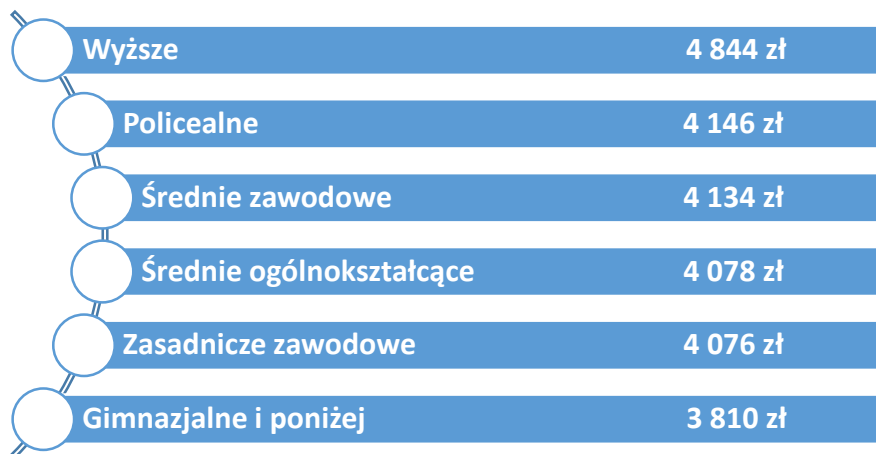 Wyższe 4 844 zł
Policealne 4 146 zł
Średnie zawodowe 4 134 zł
Średnie ogólnokształcące 4 078 zł
Zasadnicze zawodowe 4 076 zł
Gimnazjalne i poniżej 3 810 zł